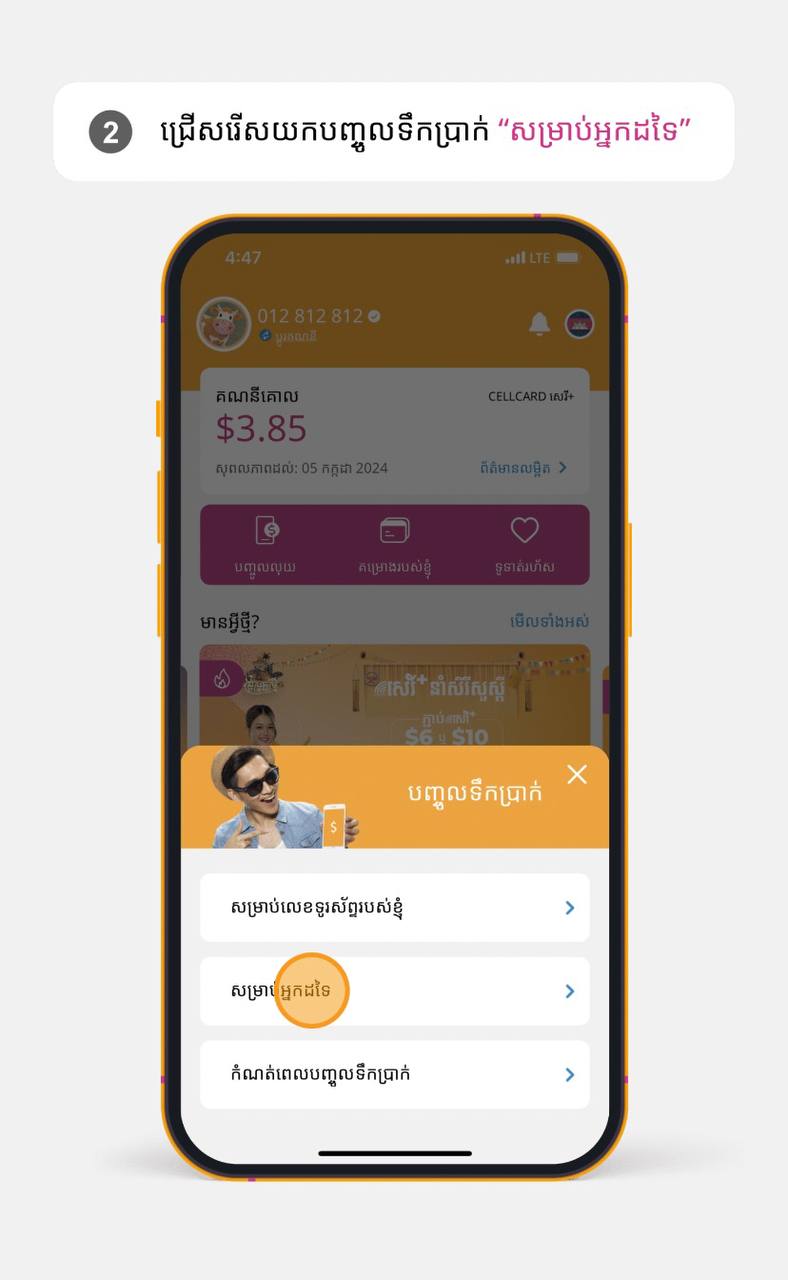 2 ជ្រើសរើសយកបញ្ចូលទឹកប្រាក់ “សម្រាប់អ្នកដទៃ”
4:47 LTE
012 812 812
ប្តូរគណនី
គណនីគោល CELLCARD សេរី+
$3.85
សុពលភាពដល់: 05 កក្កដា 2024 ព័ត៌មានលម្អិត
បញ្ចូលលុយ គម្រោងរបស់ខ្ញុំ ទូទាត់រហ័ស
មានអ្វីថ្មី? មើលទាំងអស់
សេរី+ នាំសិរីសួស្តី
ភ្ជាប់ សេរី+
$6 ឬ $10
បញ្ចូលទឹកប្រាក់
$
សម្រាប់លេខទូរស័ព្ទរបស់ខ្ញុំ
សម្រាប់អ្នកដទៃ
កំណត់ពេលបញ្ចូលទឹកប្រាក់